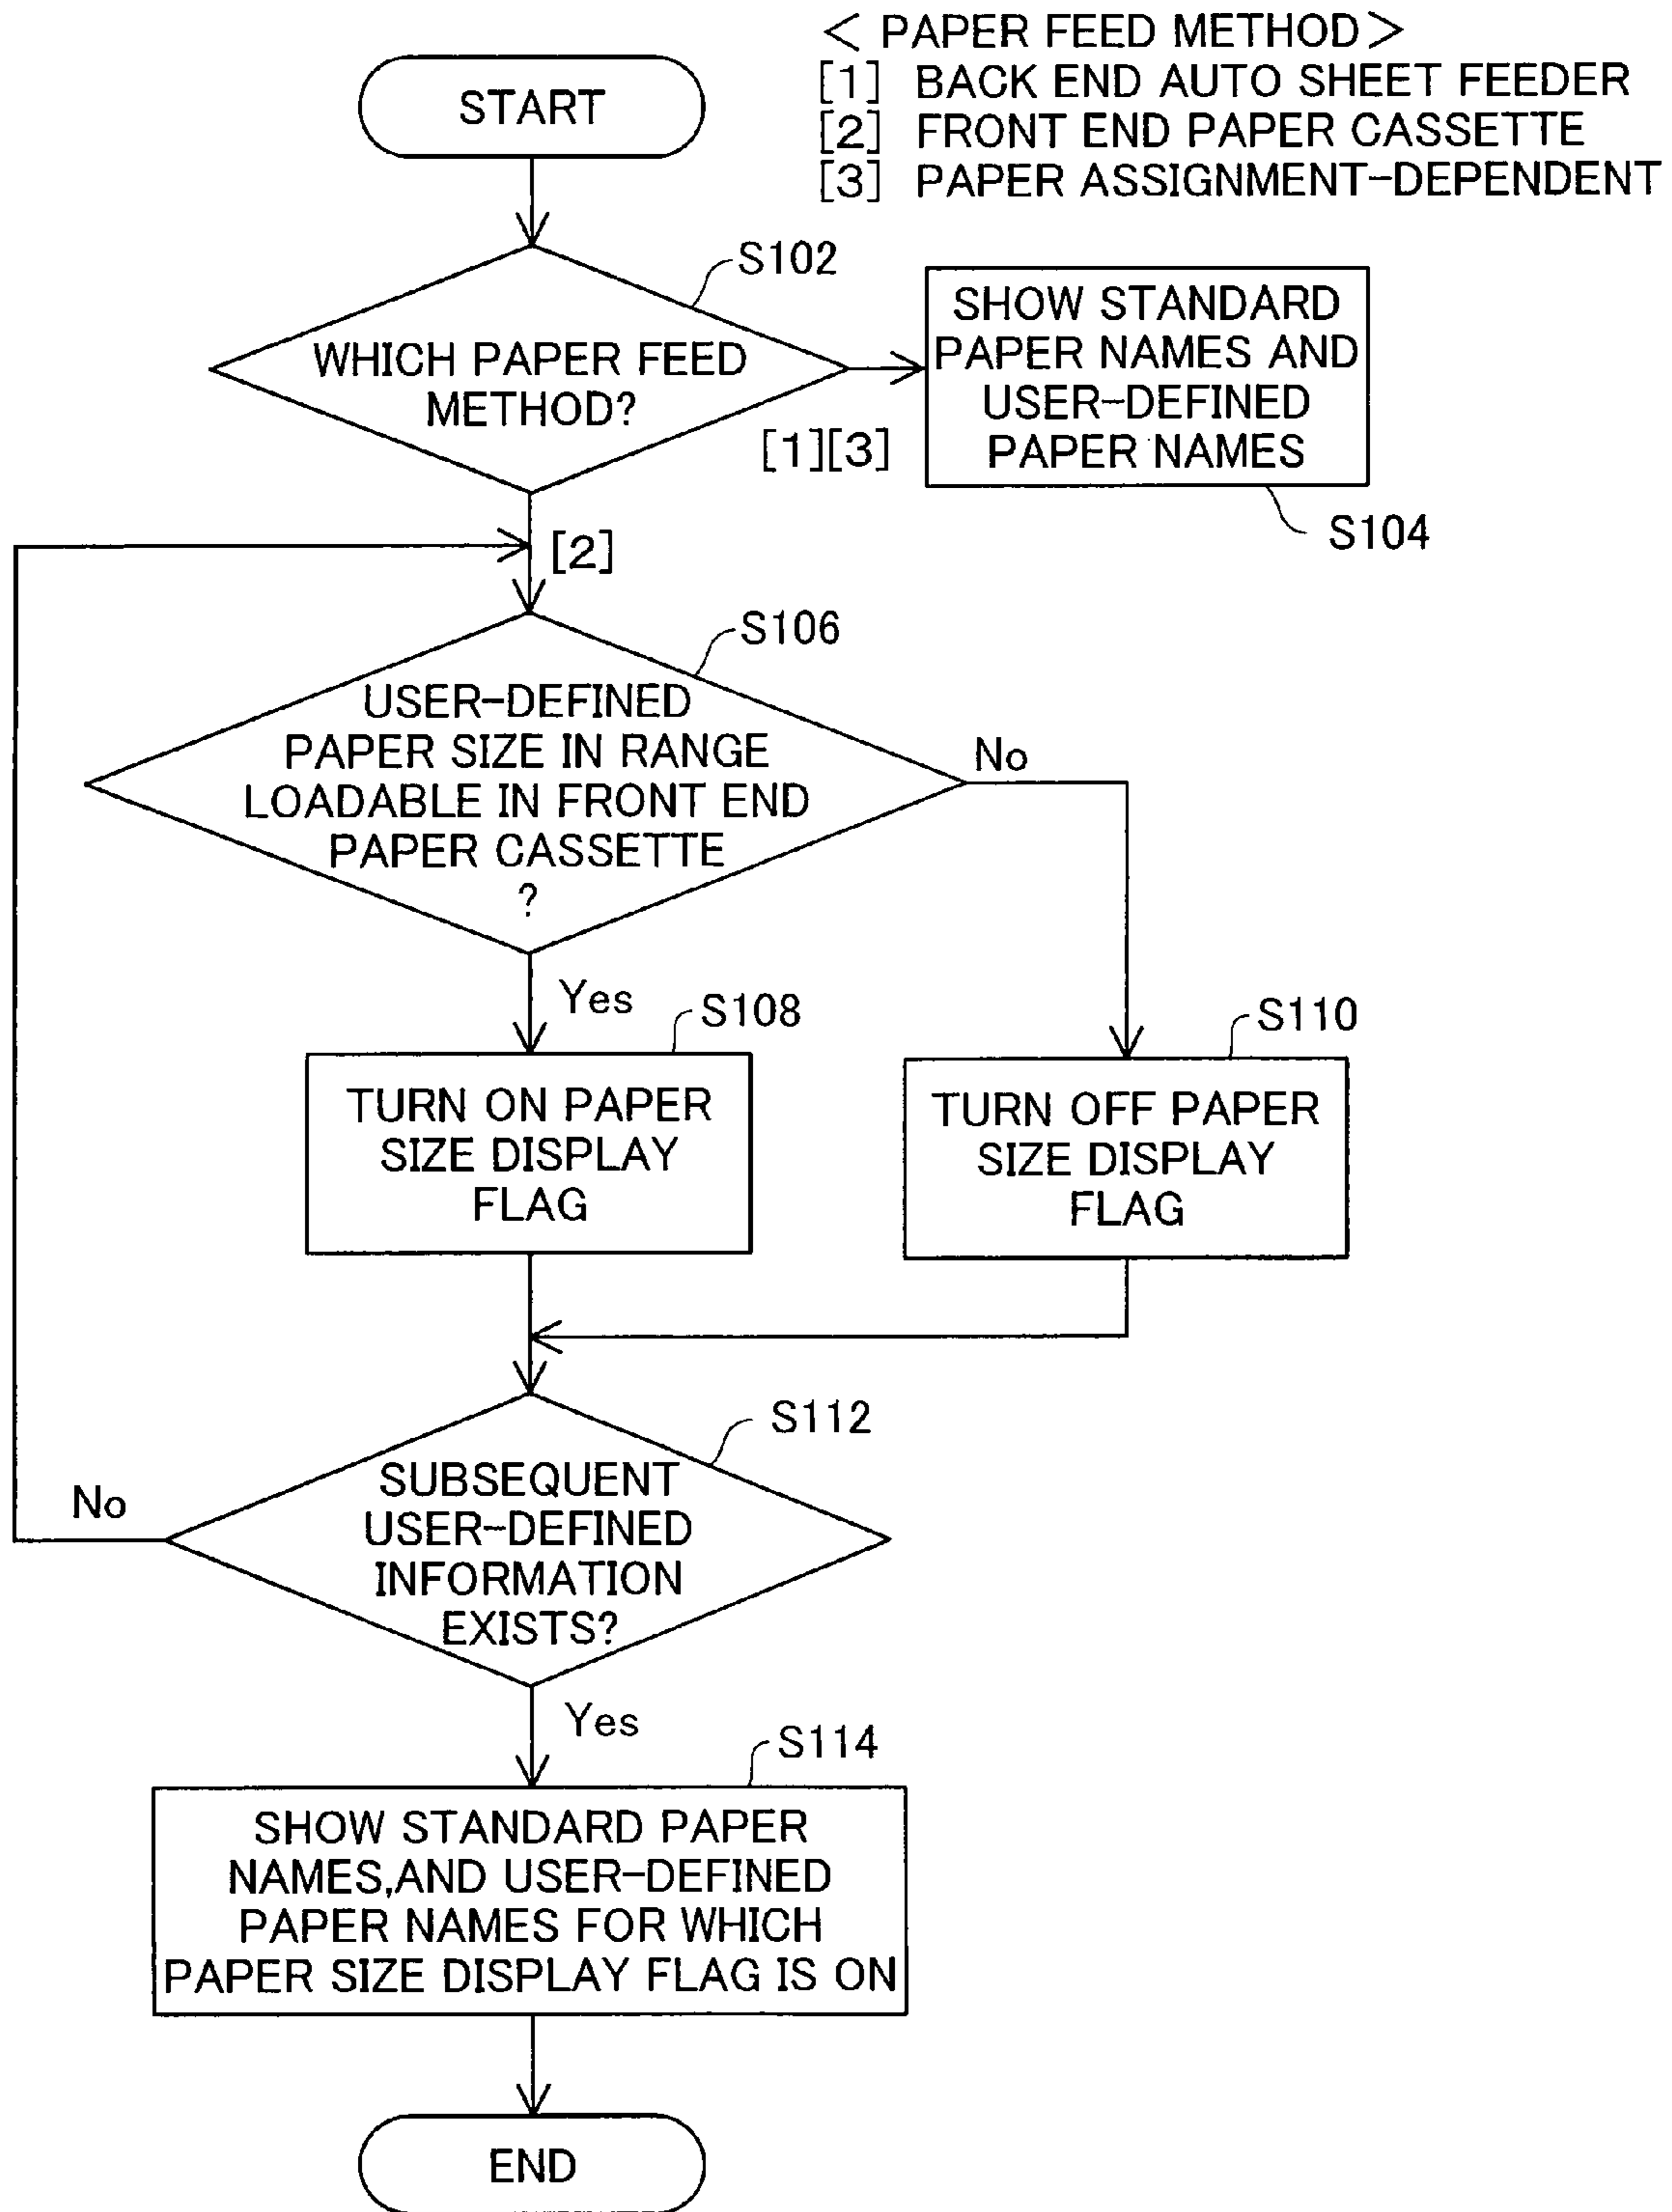 < PAPER FEED METHOD >
[1] BACK END AUTO SHEET FEEDER
[2] FRONT END PAPER CASSETTE
[3] PAPER ASSIGNMENT-DEPENDENT
START
S102
WHICH PAPER FEED
METHOD?
[1][3]
SHOW STANDARD
PAPER NAMES AND
USER-DEFINED
PAPER NAMES
S104
[2]
S106
USER-DEFINED
PAPER SIZE IN RANGE
LOADABLE IN FRONT END
PAPER CASSETTE
?
No
Yes
S108
TURN ON PAPER
SIZE DISPLAY
FLAG
S110
TURN OFF PAPER
SIZE DISPLAY
FLAG
S112
SUBSEQUENT
USER-DEFINED
INFORMATION
EXISTS?
No
Yes
S114
SHOW STANDARD PAPER
NAMES,AND USER-DEFINED
PAPER NAMES FOR WHICH
PAPER SIZE DISPLAY FLAG IS ON
END